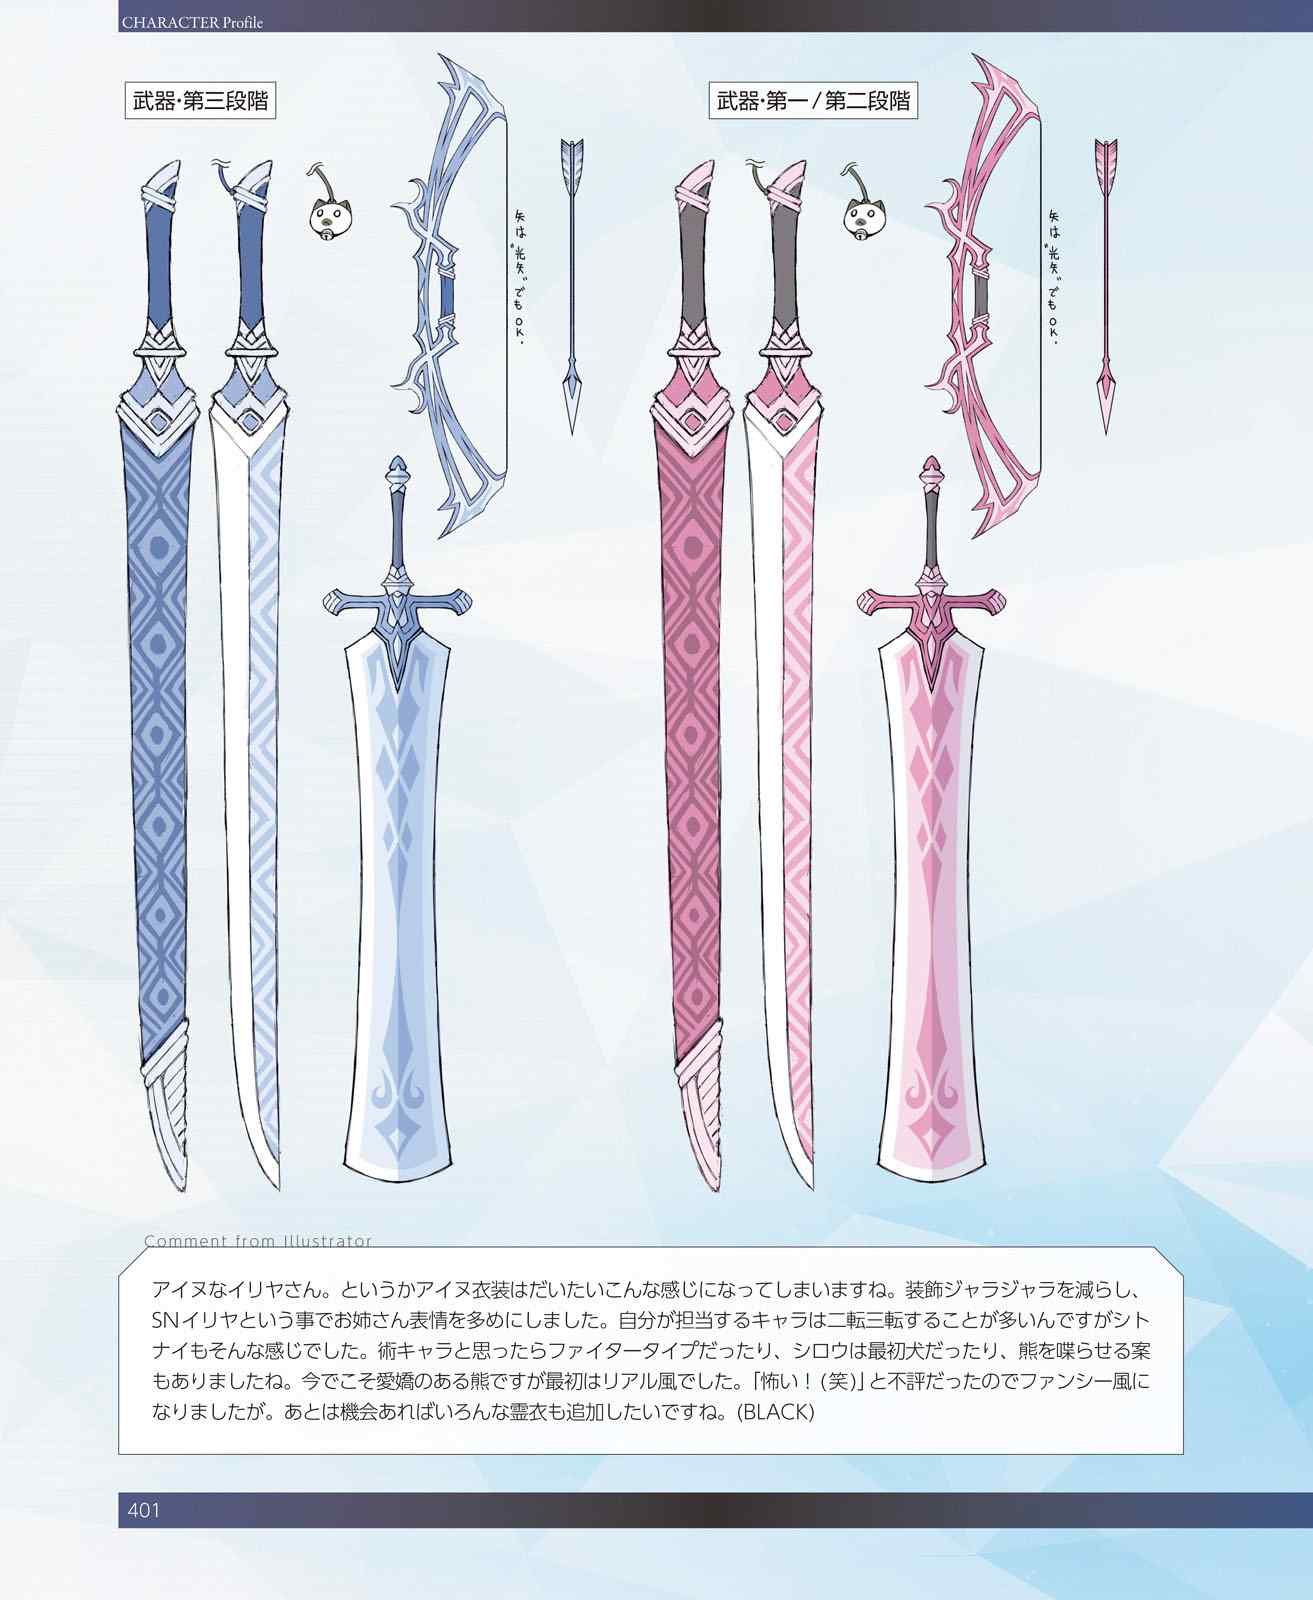 CHARACTER Profile
武器・第三段階
武器・第一/第二段階
矢は“光矢”でもOK.
矢は“光矢”でもOK.
Comment from Illustrator
アイヌなイリヤさん。というかアイヌ衣装はだいたいこんな感じになってしまいますね。装飾ジャラジャラを減らし、
SNイリヤという事でお姉さん表情を多めにしました。自分が担当するキャラは二転三転することが多いんですがシト
ナイもそんな感じでした。術キャラと思ったらファイタータイプだったり、シロウは最初犬だったり、熊を喋らせる案
もありましたね。今でこそ愛嬌のある熊ですが最初はリアル風でした。「怖い!(笑)」と不評だったのでファンシー風に
なりましたが。あとは機会あればいろんな霊衣も追加したいですね。(BLACK)
401